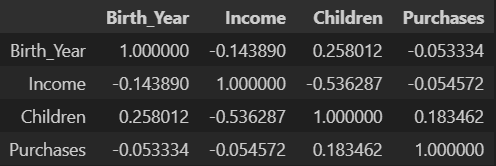 Birth_Year Income Children Purchases
Birth_Year 1.000000 -0.143890 0.258012 -0.053334
Income -0.143890 1.000000 -0.536287 -0.054572
Children 0.258012 -0.536287 1.000000 0.183462
Purchases -0.053334 -0.054572 0.183462 1.000000